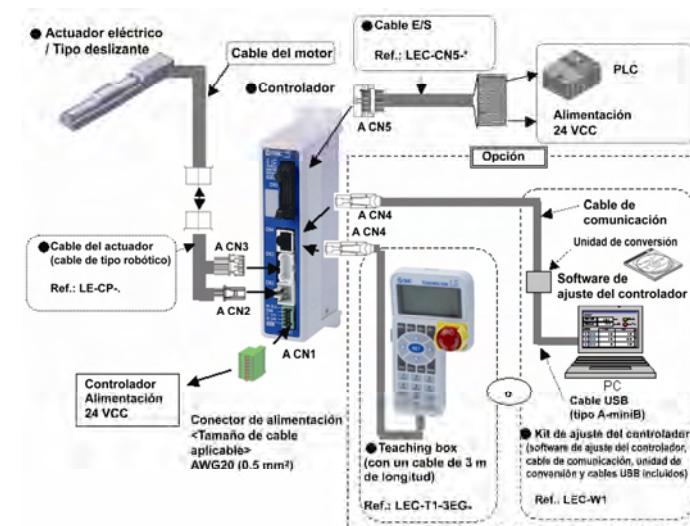 Actuador eléctrico
/ Tipo deslizante
Cable del motor
Controlador
Cable E/S
Ref.: LEC-CN5-*
A CN5
PLC
Alimentación
24 VCC
Opción
A CN4
A CN4
Cable de
comunicación
Unidad de conversión
Software de
ajuste del controlador
PC
Cable USB
(tipo A-miniB)
Cable del actuador
(cable de tipo robótico)
Ref.: LE-CP-.
A CN3
A CN2
A CN1
Controlador
Alimentación
24 VCC
Conector de alimentación
<Tamaño de cable
aplicable>
AWG20 (0.5 mm²)
Teaching box
(con un cable de 3 m
de longitud)
Ref.: LEC-T1-3EG*
Kit de ajuste del controlador
(software de ajuste del controlador,
cable de comunicación, unidad de
conversión y cables USB incluidos)
Ref.. LEC-W1